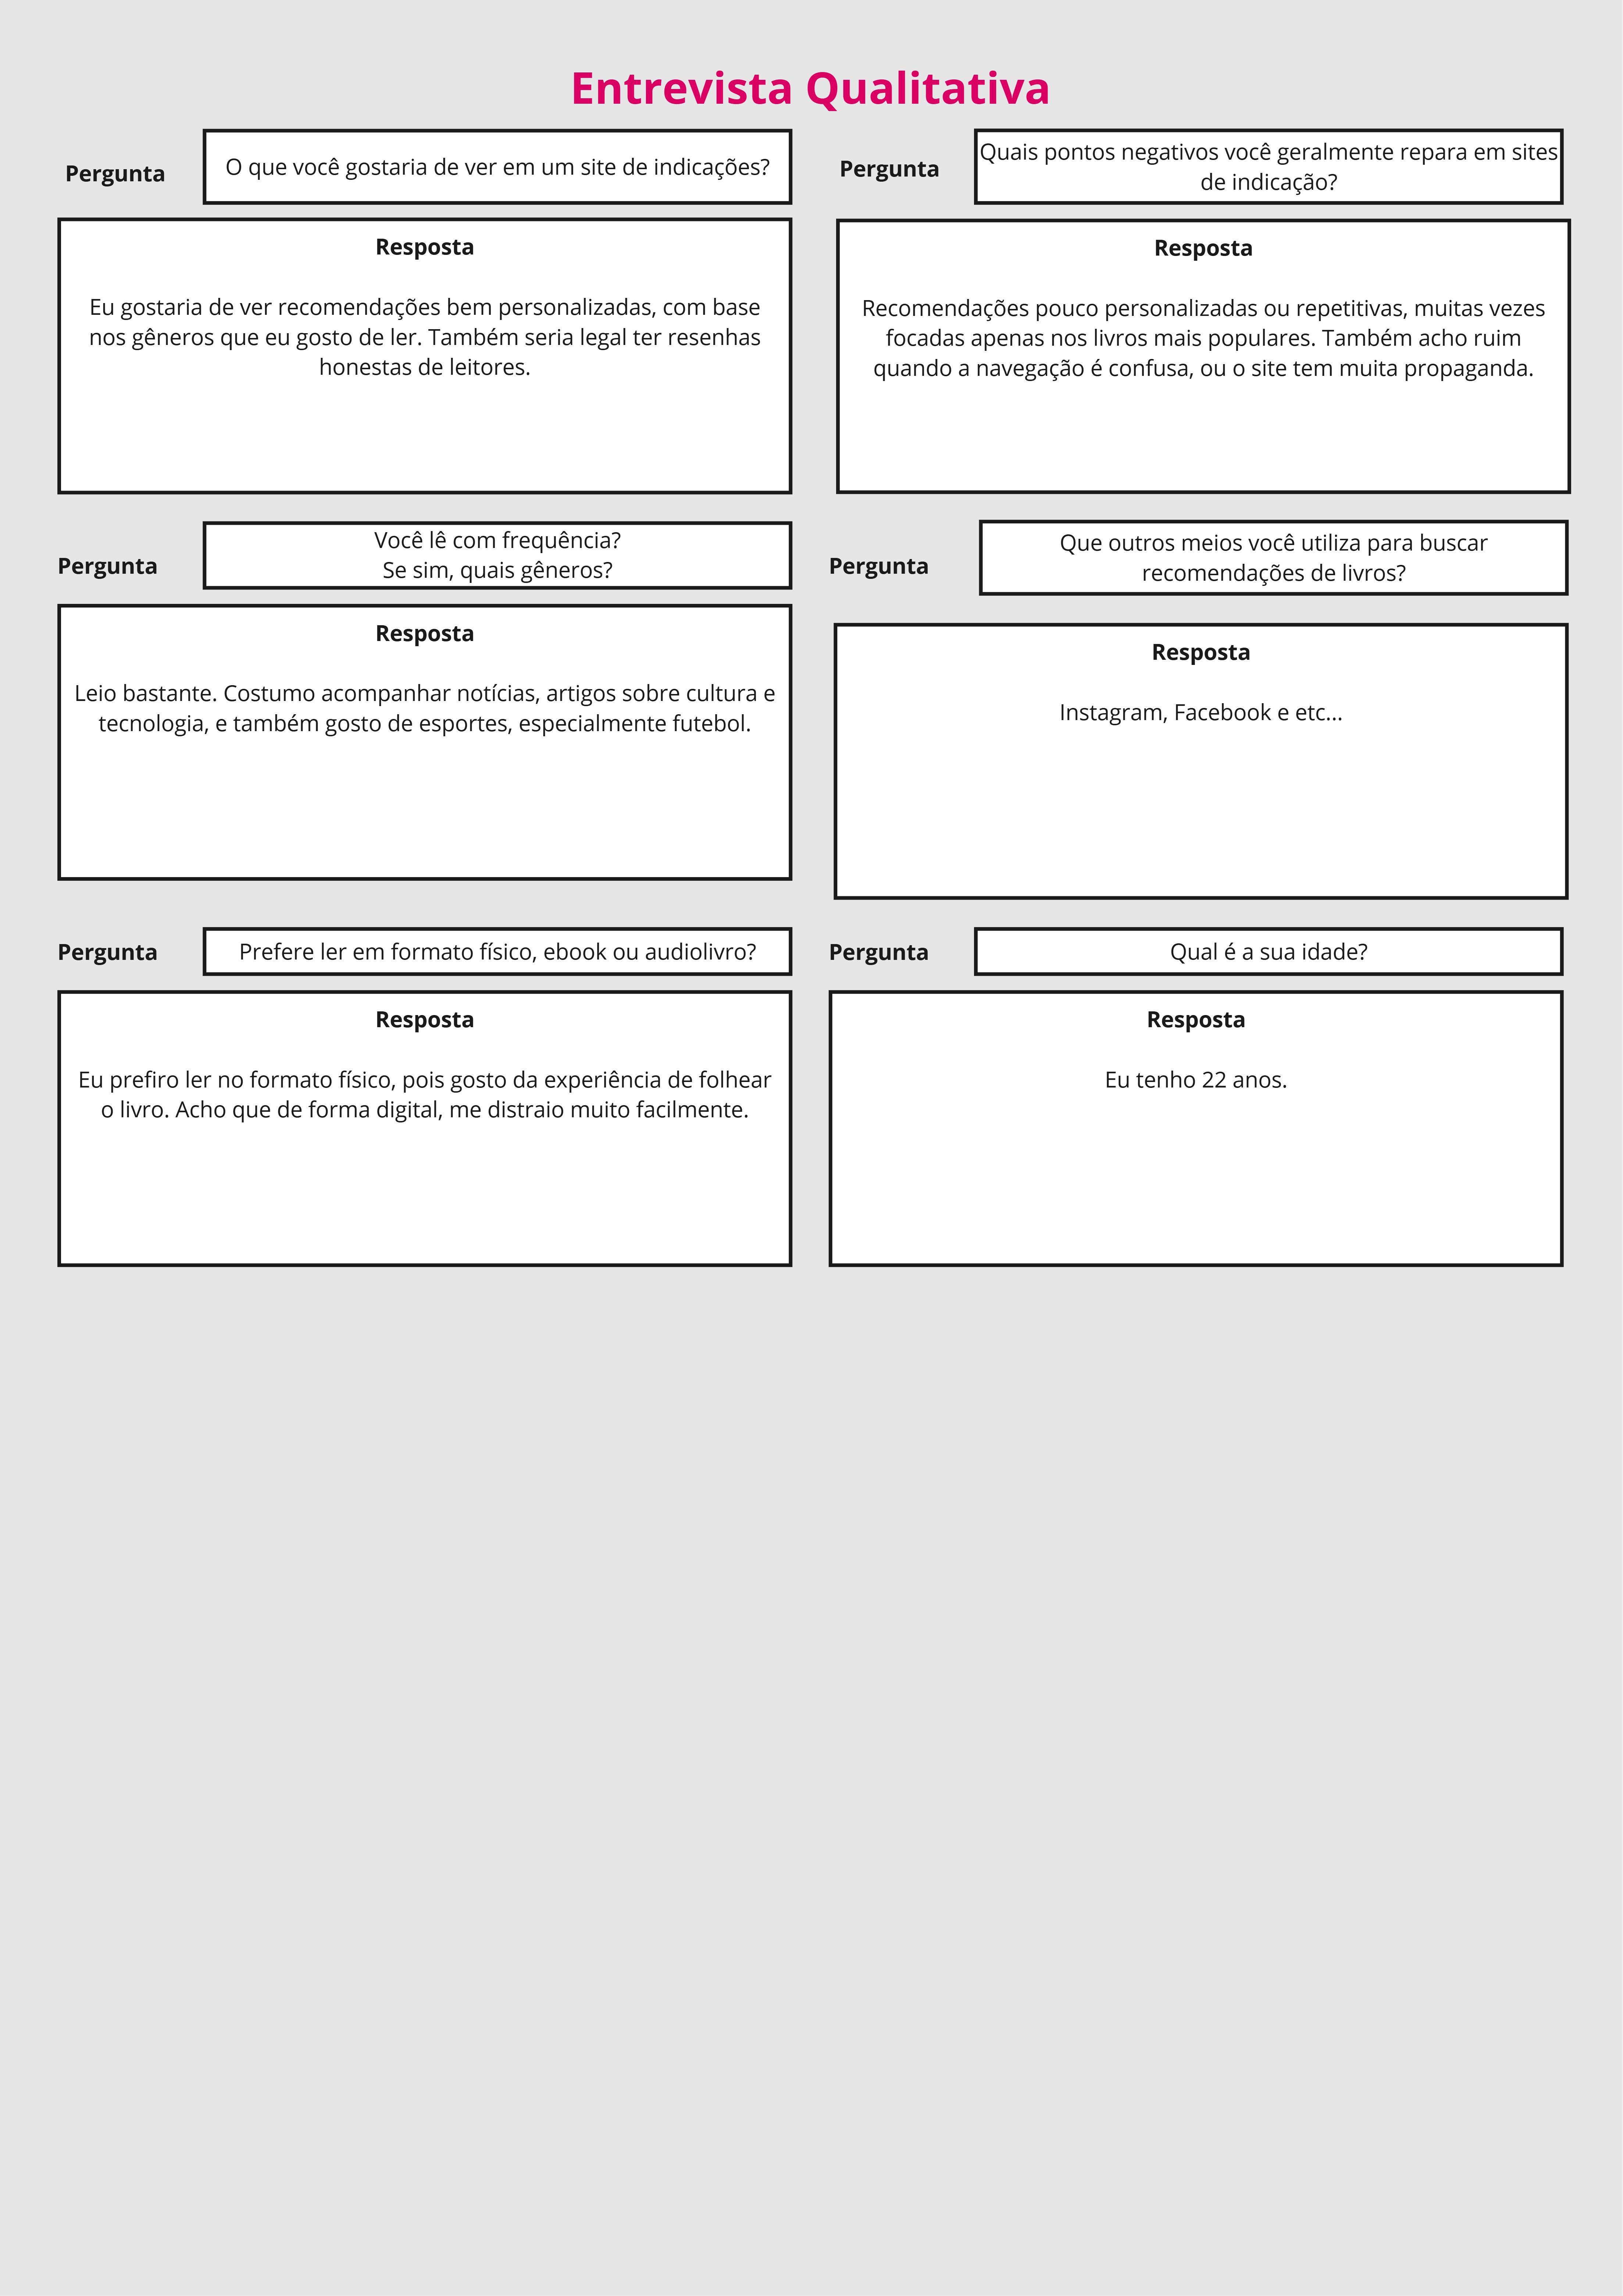 Entrevista Qualitativa
Pergunta
O que você gostaria de ver em um site de indicações?
Resposta
Eu gostaria de ver recomendações bem personalizadas, com base
nos gêneros que eu gosto de ler. Também seria legal ter resenhas
honestas de leitores.
Pergunta
Quais pontos negativos você geralmente repara em sites
de indicação?
Resposta
Recomendações pouco personalizadas ou repetitivas, muitas vezes
focadas apenas nos livros mais populares. Também acho ruim
quando a navegação é confusa, ou o site tem muita propaganda.
Pergunta
Você lê com frequência?
Se sim, quais gêneros?
Resposta
Leio bastante. Costumo acompanhar notícias, artigos sobre cultura e
tecnologia, e também gosto de esportes, especialmente futebol.
Pergunta
Que outros meios você utiliza para buscar
recomendações de livros?
Resposta
Instagram, Facebook e etc...
Pergunta
Prefere ler em formato físico, ebook ou audiolivro?
Resposta
Eu prefiro ler no formato físico, pois gosto da experiência de folhear
o livro. Acho que de forma digital, me distraio muito facilmente.
Pergunta
Qual é a sua idade?
Resposta
Eu tenho 22 anos.